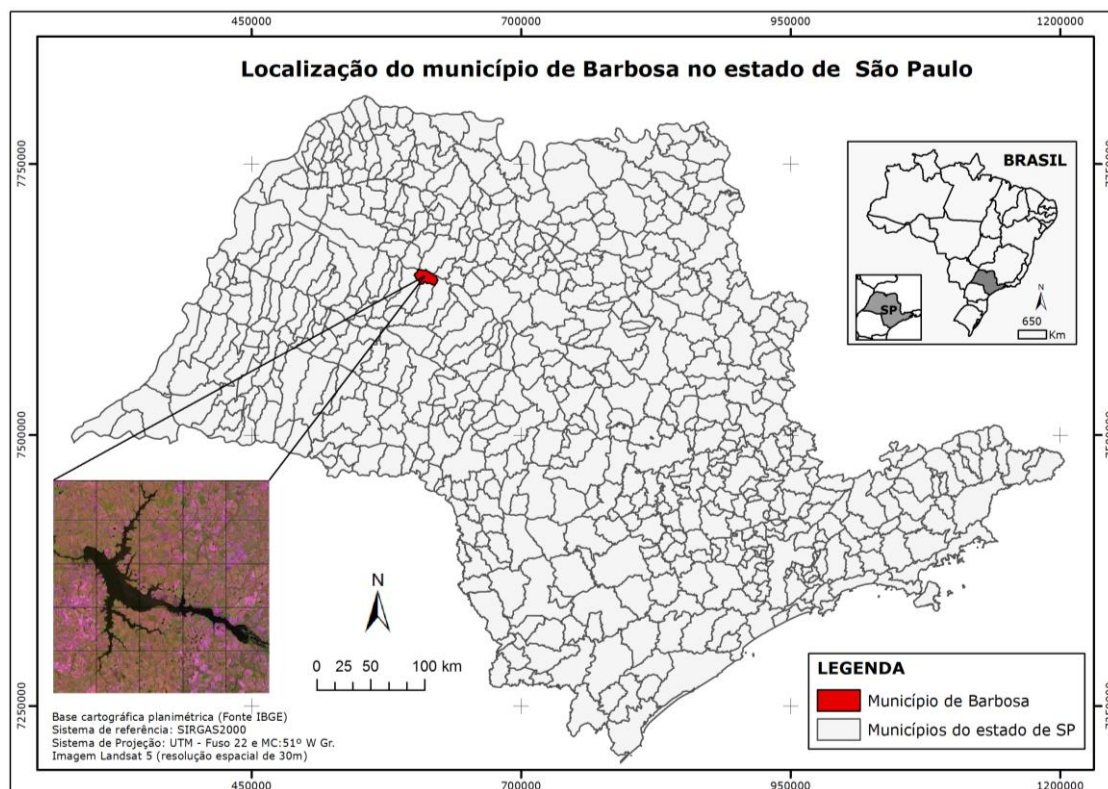 450000 700000 950000 1200000
Localização do município de Barbosa no estado de São Paulo
7750000
7750000
BRASIL
SP
N
650
Km
7500000
7500000
N
0 25 50 100 km
LEGENDA
Município de Barbosa
Municípios do estado de SP
7250000
7250000
Base cartográfica planimétrica (Fonte IBGE)
Sistema de referência: SIRGAS2000
Sistema de Projeção: UTM - Fuso 22 e MC:51º W Gr.
Imagem Landsat 5 (resolução espacial de 30m)
450000 700000 950000 1200000